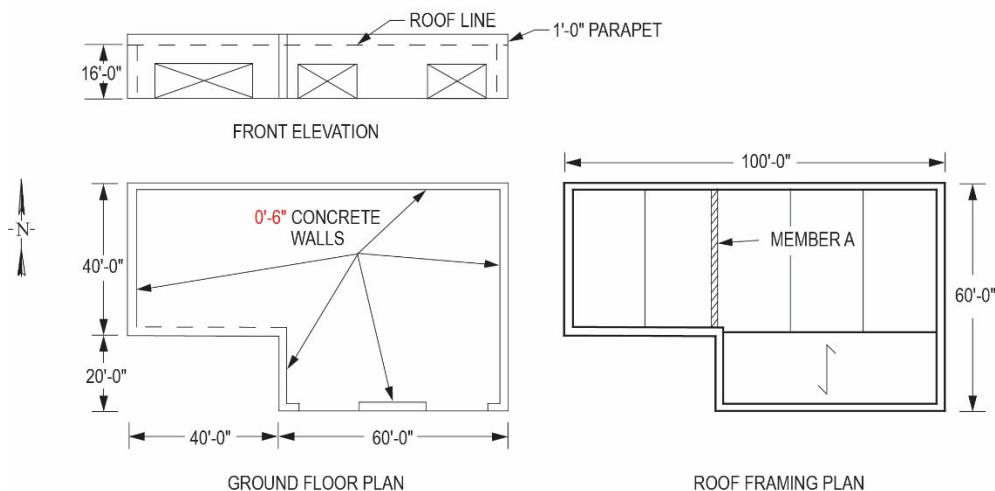 ROOF LINE
1'-0" PARAPET
16'-0"
FRONT ELEVATION
N
0'-6" CONCRETE
WALLS
40'-0"
20'-0"
40'-0"
60'-0"
GROUND FLOOR PLAN
100'-0"
MEMBER A
60'-0"
ROOF FRAMING PLAN